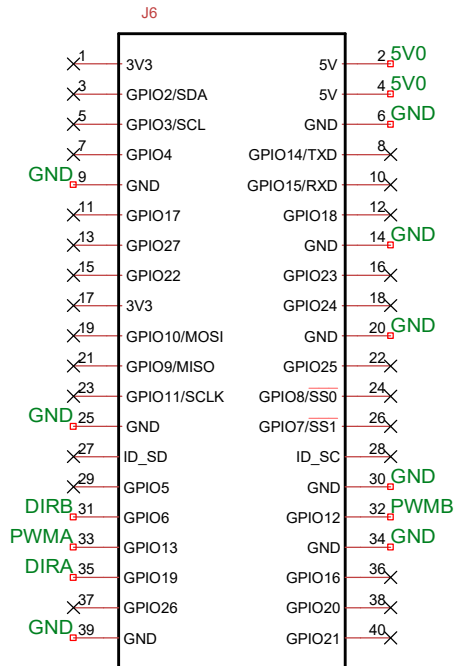 J6
1 3V3 5V 2 5V0
3 GPIO2/SDA 5V 4 5V0
5 GPIO3/SCL GND 6 GND
7 GPIO4 GPIO14/TXD 8
GND 9 GND GPIO15/RXD 10
11 GPIO17 GPIO18 12
13 GPIO27 GND 14 GND
15 GPIO22 GPIO23 16
17 3V3 GPIO24 18
19 GPIO10/MOSI GND 20 GND
21 GPIO9/MISO GPIO25 22
23 GPIO11/SCLK GPIO8/SS0 24
GND 25 GND GPIO7/SS1 26
27 ID_SD ID_SC 28
29 GPIO5 GND 30 GND
DIRB 31 GPIO6 GPIO12 32 PWMB
PWMA 33 GPIO13 GND 34 GND
DIRA 35 GPIO19 GPIO16 36
37 GPIO26 GPIO20 38
GND 39 GND GPIO21 40